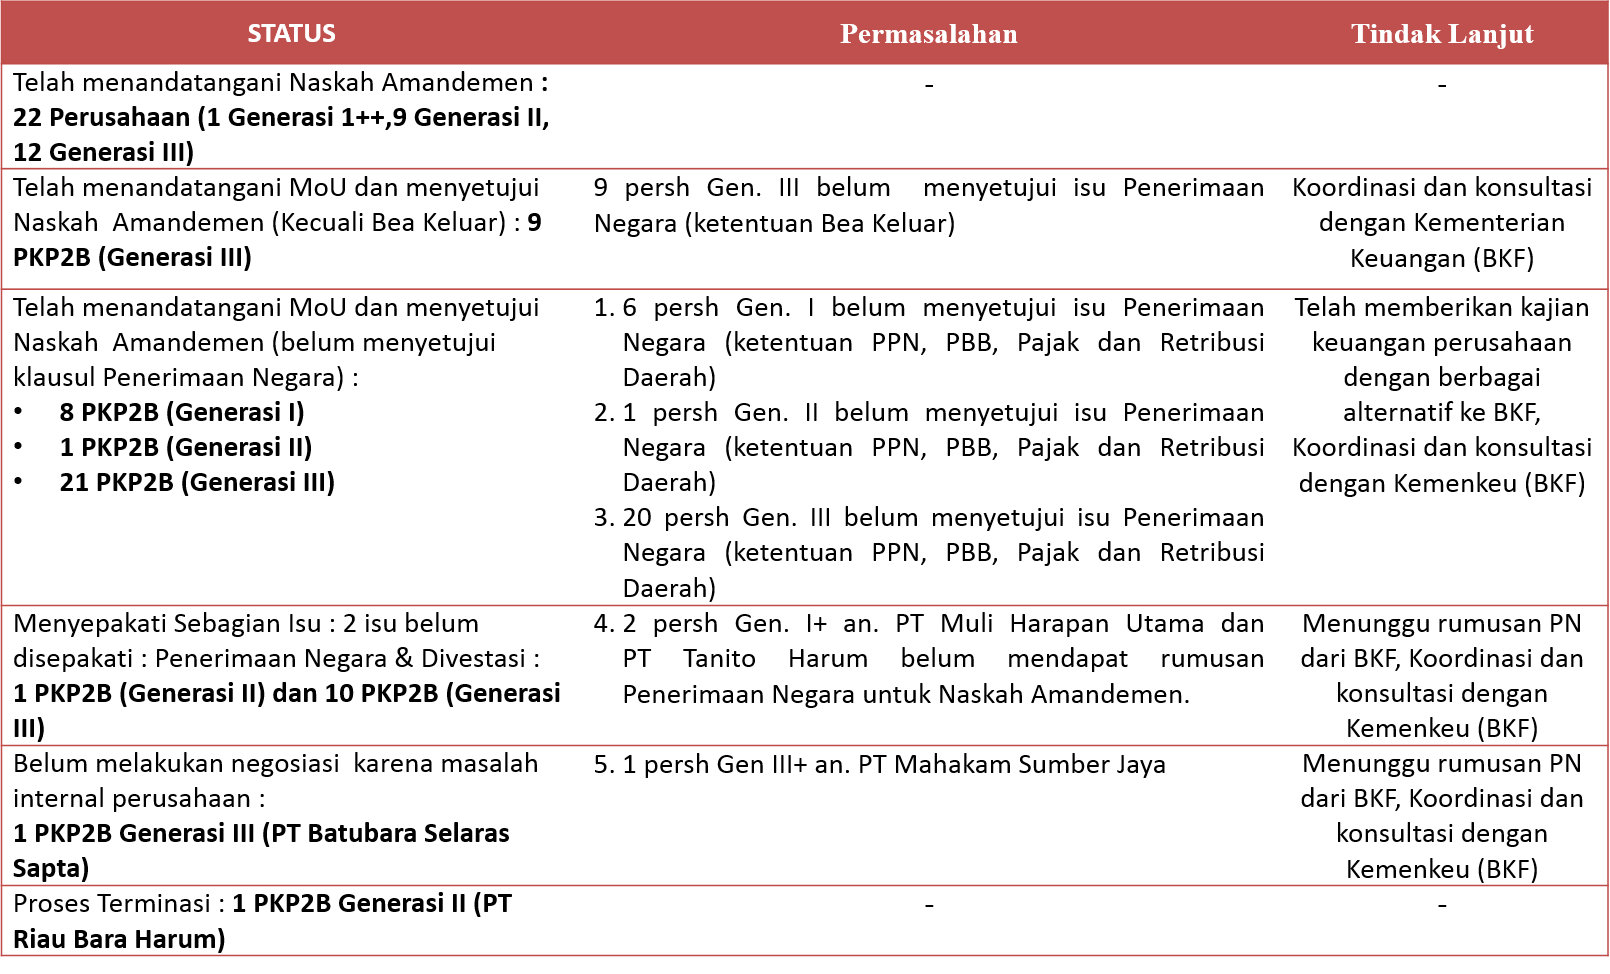 STATUS
Permasalahan
Tindak Lanjut
Telah menandatangani Naskah Amandemen :
22 Perusahaan (1 Generasi 1++,9 Generasi II,
12 Generasi III)
-
-
Telah menandatangani MoU dan menyetujui
Naskah Amandemen (Kecuali Bea Keluar) : 9
PKP2B (Generasi III)
9 persh Gen. III belum menyetujui isu Penerimaan
Negara (ketentuan Bea Keluar)
Koordinasi dan konsultasi
dengan Kementerian
Keuangan (BKF)
Telah menandatangani MoU dan menyetujui
Naskah Amandemen (belum menyetujui
klausul Penerimaan Negara) :
• 8 PKP2B (Generasi I)
• 1 PKP2B (Generasi II)
• 21 PKP2B (Generasi III)
1. 6 persh Gen. I belum menyetujui isu Penerimaan
Negara (ketentuan PPN, PBB, Pajak dan Retribusi
Daerah)
2. 1 persh Gen. II belum menyetujui isu Penerimaan
Negara (ketentuan PPN, PBB, Pajak dan Retribusi
Daerah)
3. 20 persh Gen. III belum menyetujui isu Penerimaan
Negara (ketentuan PPN, PBB, Pajak dan Retribusi
Daerah)
Telah memberikan kajian
keuangan perusahaan
dengan berbagai
alternatif ke BKF,
Koordinasi dan konsultasi
dengan Kemenkeu (BKF)
Menyepakati Sebagian Isu : 2 isu belum
disepakati : Penerimaan Negara & Divestasi :
1 PKP2B (Generasi II) dan 10 PKP2B (Generasi
III)
4. 2 persh Gen. I+ an. PT Muli Harapan Utama dan
PT Tanito Harum belum mendapat rumusan
Penerimaan Negara untuk Naskah Amandemen.
Menunggu rumusan PN
dari BKF, Koordinasi dan
konsultasi dengan
Kemenkeu (BKF)
Belum melakukan negosiasi karena masalah
internal perusahaan :
1 PKP2B Generasi III (PT Batubara Selaras
Sapta)
5. 1 persh Gen III+ an. PT Mahakam Sumber Jaya
Menunggu rumusan PN
dari BKF, Koordinasi dan
konsultasi dengan
Kemenkeu (BKF)
Proses Terminasi : 1 PKP2B Generasi II (PT
Riau Bara Harum)
-
-